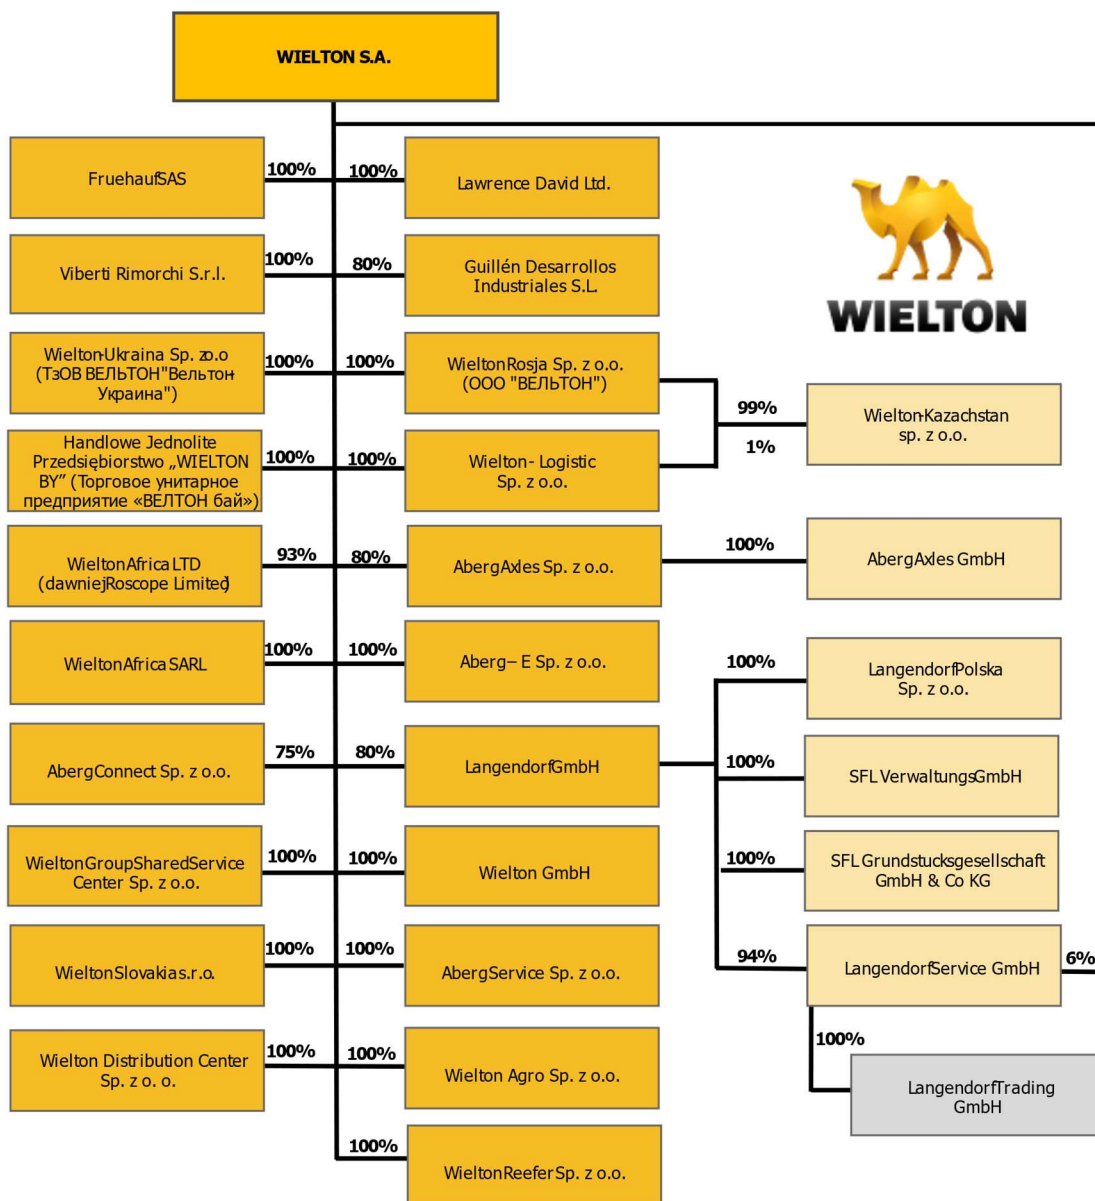 WIELTON S.A.
FruehaufSAS
100%
100%
Lawrence David Ltd.
Viberti Rimorchi S.r.l.
100%
80%
Guillén Desarrollos
Industriales S.L.
WIELTON
Wielton-Ukraina Sp. zo.o
(ТзОВ ВЕЛЬТОН"Вельтон-
Украина")
100%
100%
WieltonRosja Sp. z o.o.
(ООО "ВЕЛЬТОН")
99%
1%
Wielton-Kazachstan
sp. z o.o.
Handlowe Jednolite
Przedsiębiorstwo „WIELTON
BY” (Торговое унитарное
предприятие «ВЕЛТОН бай»)
100%
100%
Wielton- Logistic
Sp. z o.o.
WieltonAfrica LTD
(dawniejRoscope Limited)
93%
80%
AbergAxles Sp. z o.o.
100%
AbergAxles GmbH
WieltonAfrica SARL
100%
100%
Aberg– E Sp. z o.o.
100%
LangendorfPolska
Sp. z o.o.
AbergConnect Sp. z o.o.
75%
80%
LangendorfGmbH
100%
SFL VerwaltungsGmbH
WieltonGroupSharedService
Center Sp. z o.o.
100%
100%
Wielton GmbH
100%
SFL Grundstucksgesellschaft
GmbH & Co KG
WieltonSlovakias.r.o.
100%
100%
AbergService Sp. z o.o.
94%
LangendorfService GmbH
6%
Wielton Distribution Center
Sp. z o. o.
100%
100%
Wielton Agro Sp. z o.o.
100%
LangendorfTrading
GmbH
100%
WieltonReeferSp. z o.o.